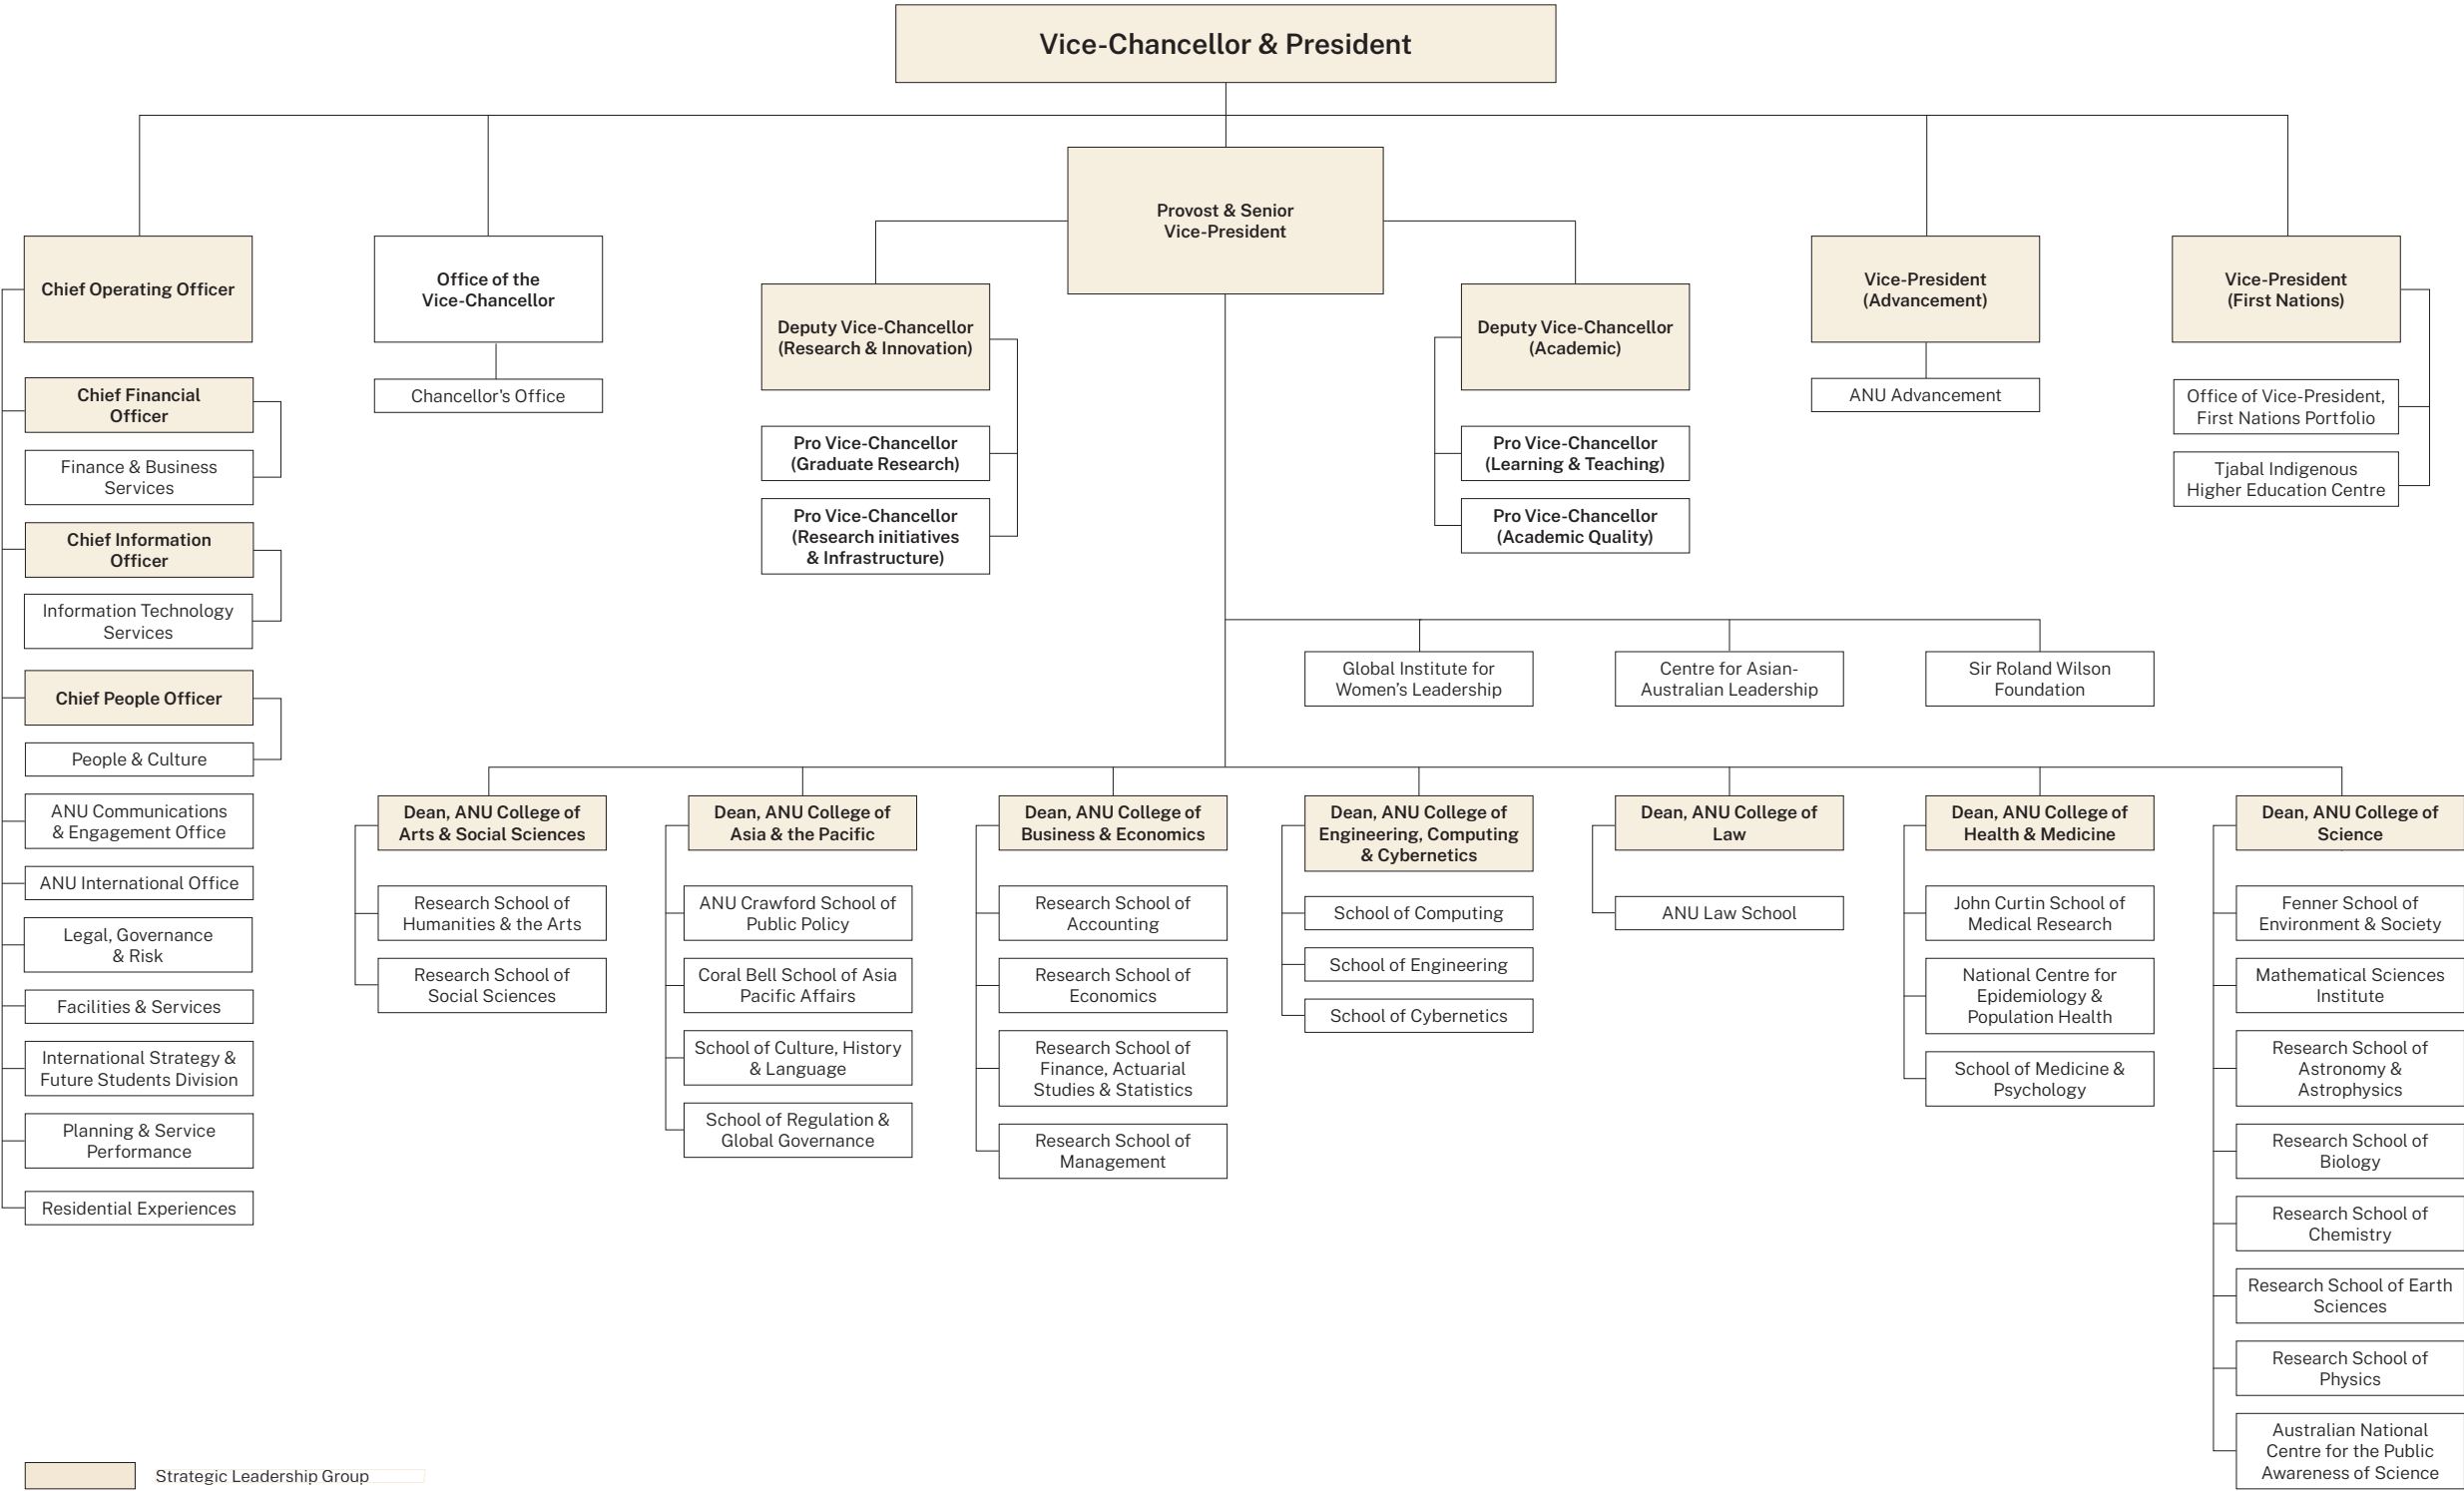 Vice-Chancellor & President
Provost & Senior
Vice-President
Chief Operating Officer
Chief Financial
Officer
Finance & Business
Services
Chief Information
Officer
Information Technology
Services
Chief People Officer
People & Culture
ANU Communications
& Engagement Office
ANU International Office
Legal, Governance
& Risk
Facilities & Services
International Strategy &
Future Students Division
Planning & Service
Performance
Residential Experiences
Office of the
Vice-Chancellor
Chancellor's Office
Deputy Vice-Chancellor
(Research & Innovation)
Pro Vice-Chancellor
(Graduate Research)
Pro Vice-Chancellor
(Research initiatives
& Infrastructure)
Deputy Vice-Chancellor
(Academic)
Pro Vice-Chancellor
(Learning & Teaching)
Pro Vice-Chancellor
(Academic Quality)
Vice-President
(Advancement)
ANU Advancement
Vice-President
(First Nations)
Office of Vice-President,
First Nations Portfolio
Tjabal Indigenous
Higher Education Centre
Global Institute for
Women's Leadership
Centre for Asian-
Australian Leadership
Sir Roland Wilson
Foundation
Dean, ANU College of
Arts & Social Sciences
Research School of
Humanities & the Arts
Research School of
Social Sciences
Dean, ANU College of
Asia & the Pacific
ANU Crawford School of
Public Policy
Coral Bell School of Asia
Pacific Affairs
School of Culture, History
& Language
School of Regulation &
Global Governance
Dean, ANU College of
Business & Economics
Research School of
Accounting
Research School of
Economics
Research School of
Finance, Actuarial
Studies & Statistics
Research School of
Management
Dean, ANU College of
Engineering, Computing
& Cybernetics
School of Computing
School of Engineering
School of Cybernetics
Dean, ANU College of
Law
ANU Law School
Dean, ANU College of
Health & Medicine
John Curtin School of
Medical Research
National Centre for
Epidemiology &
Population Health
School of Medicine &
Psychology
Dean, ANU College of
Science
Fenner School of
Environment & Society
Mathematical Sciences
Institute
Research School of
Astronomy &
Astrophysics
Research School of
Biology
Research School of
Chemistry
Research School of Earth
Sciences
Research School of
Physics
Australian National
Centre for the Public
Awareness of Science
Strategic Leadership Group